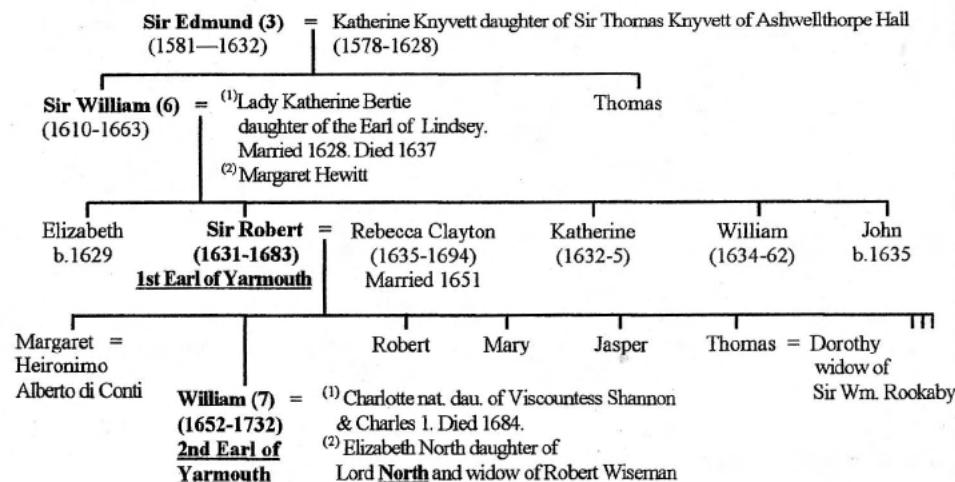 Sir Edmund (3) = Katherine Knyvett daughter of Sir Thomas Knyvett of Ashwellthorpe Hall
(1581—1632) (1578-1628)
Sir William (6) = (1)Lady Katherine Bertie Thomas
(1610-1663) daughter of the Earl of Lindsey.
Married 1628. Died 1637
(2) Margaret Hewitt
Elizabeth Sir Robert = Rebecca Clayton Katherine William John
b.1629 (1631-1683) (1635-1694) (1632-5) (1634-62) b.1635
1st Earl of Yarmouth Married 1651
Margaret = Robert Mary Jasper Thomas = Dorothy
Heironimo widow of
Alberto di Conti Sir Wm. Rookaby
William (7) = (1) Charlotte nat. dau. of Viscountess Shannon
(1652-1732) & Charles 1. Died 1684.
2nd Earl of (2) Elizabeth North daughter of
Yarmouth Lord North and widow of Robert Wiseman